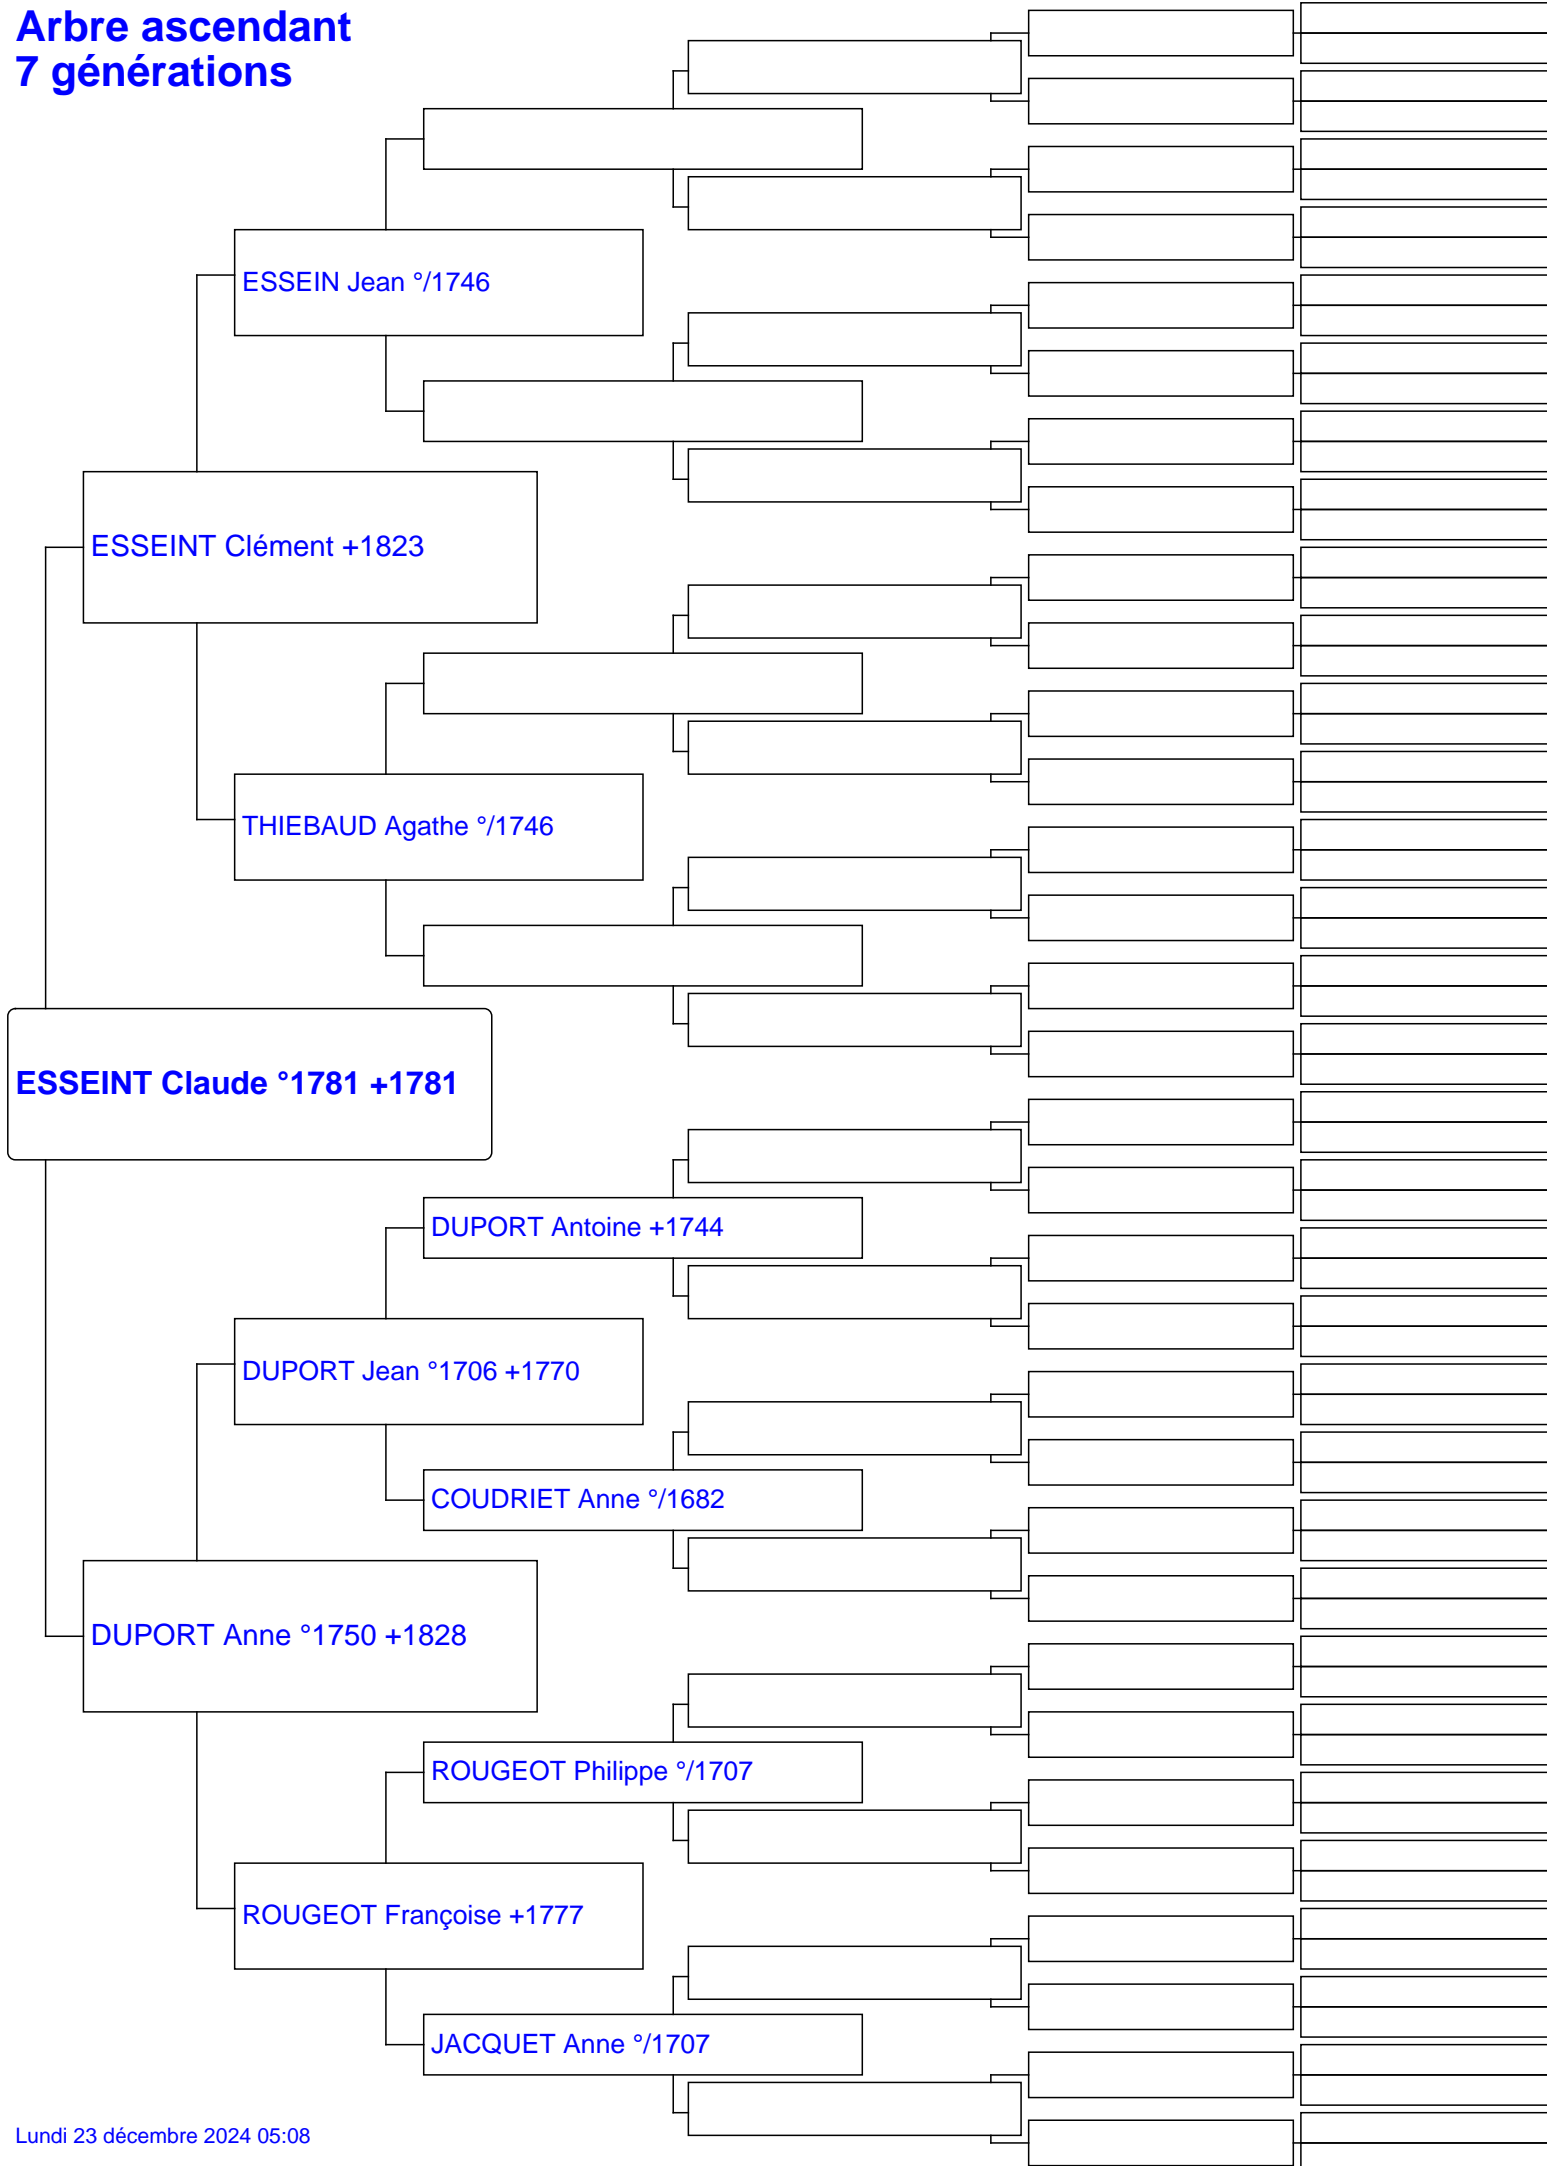 Arbre ascendant
7 générations
ESSEIN Jean °/1746
ESSEINT Clément +1823
THIEBAUD Agathe °/1746
ESSEINT Claude °1781 +1781
DUPORT Antoine +1744
DUPORT Jean °1706 +1770
COUDRIET Anne °/1682
DUPORT Anne °1750 +1828
ROUGEOT Philippe °/1707
ROUGEOT Françoise +1777
JACQUET Anne °/1707
Lundi 23 décembre 2024 05:08